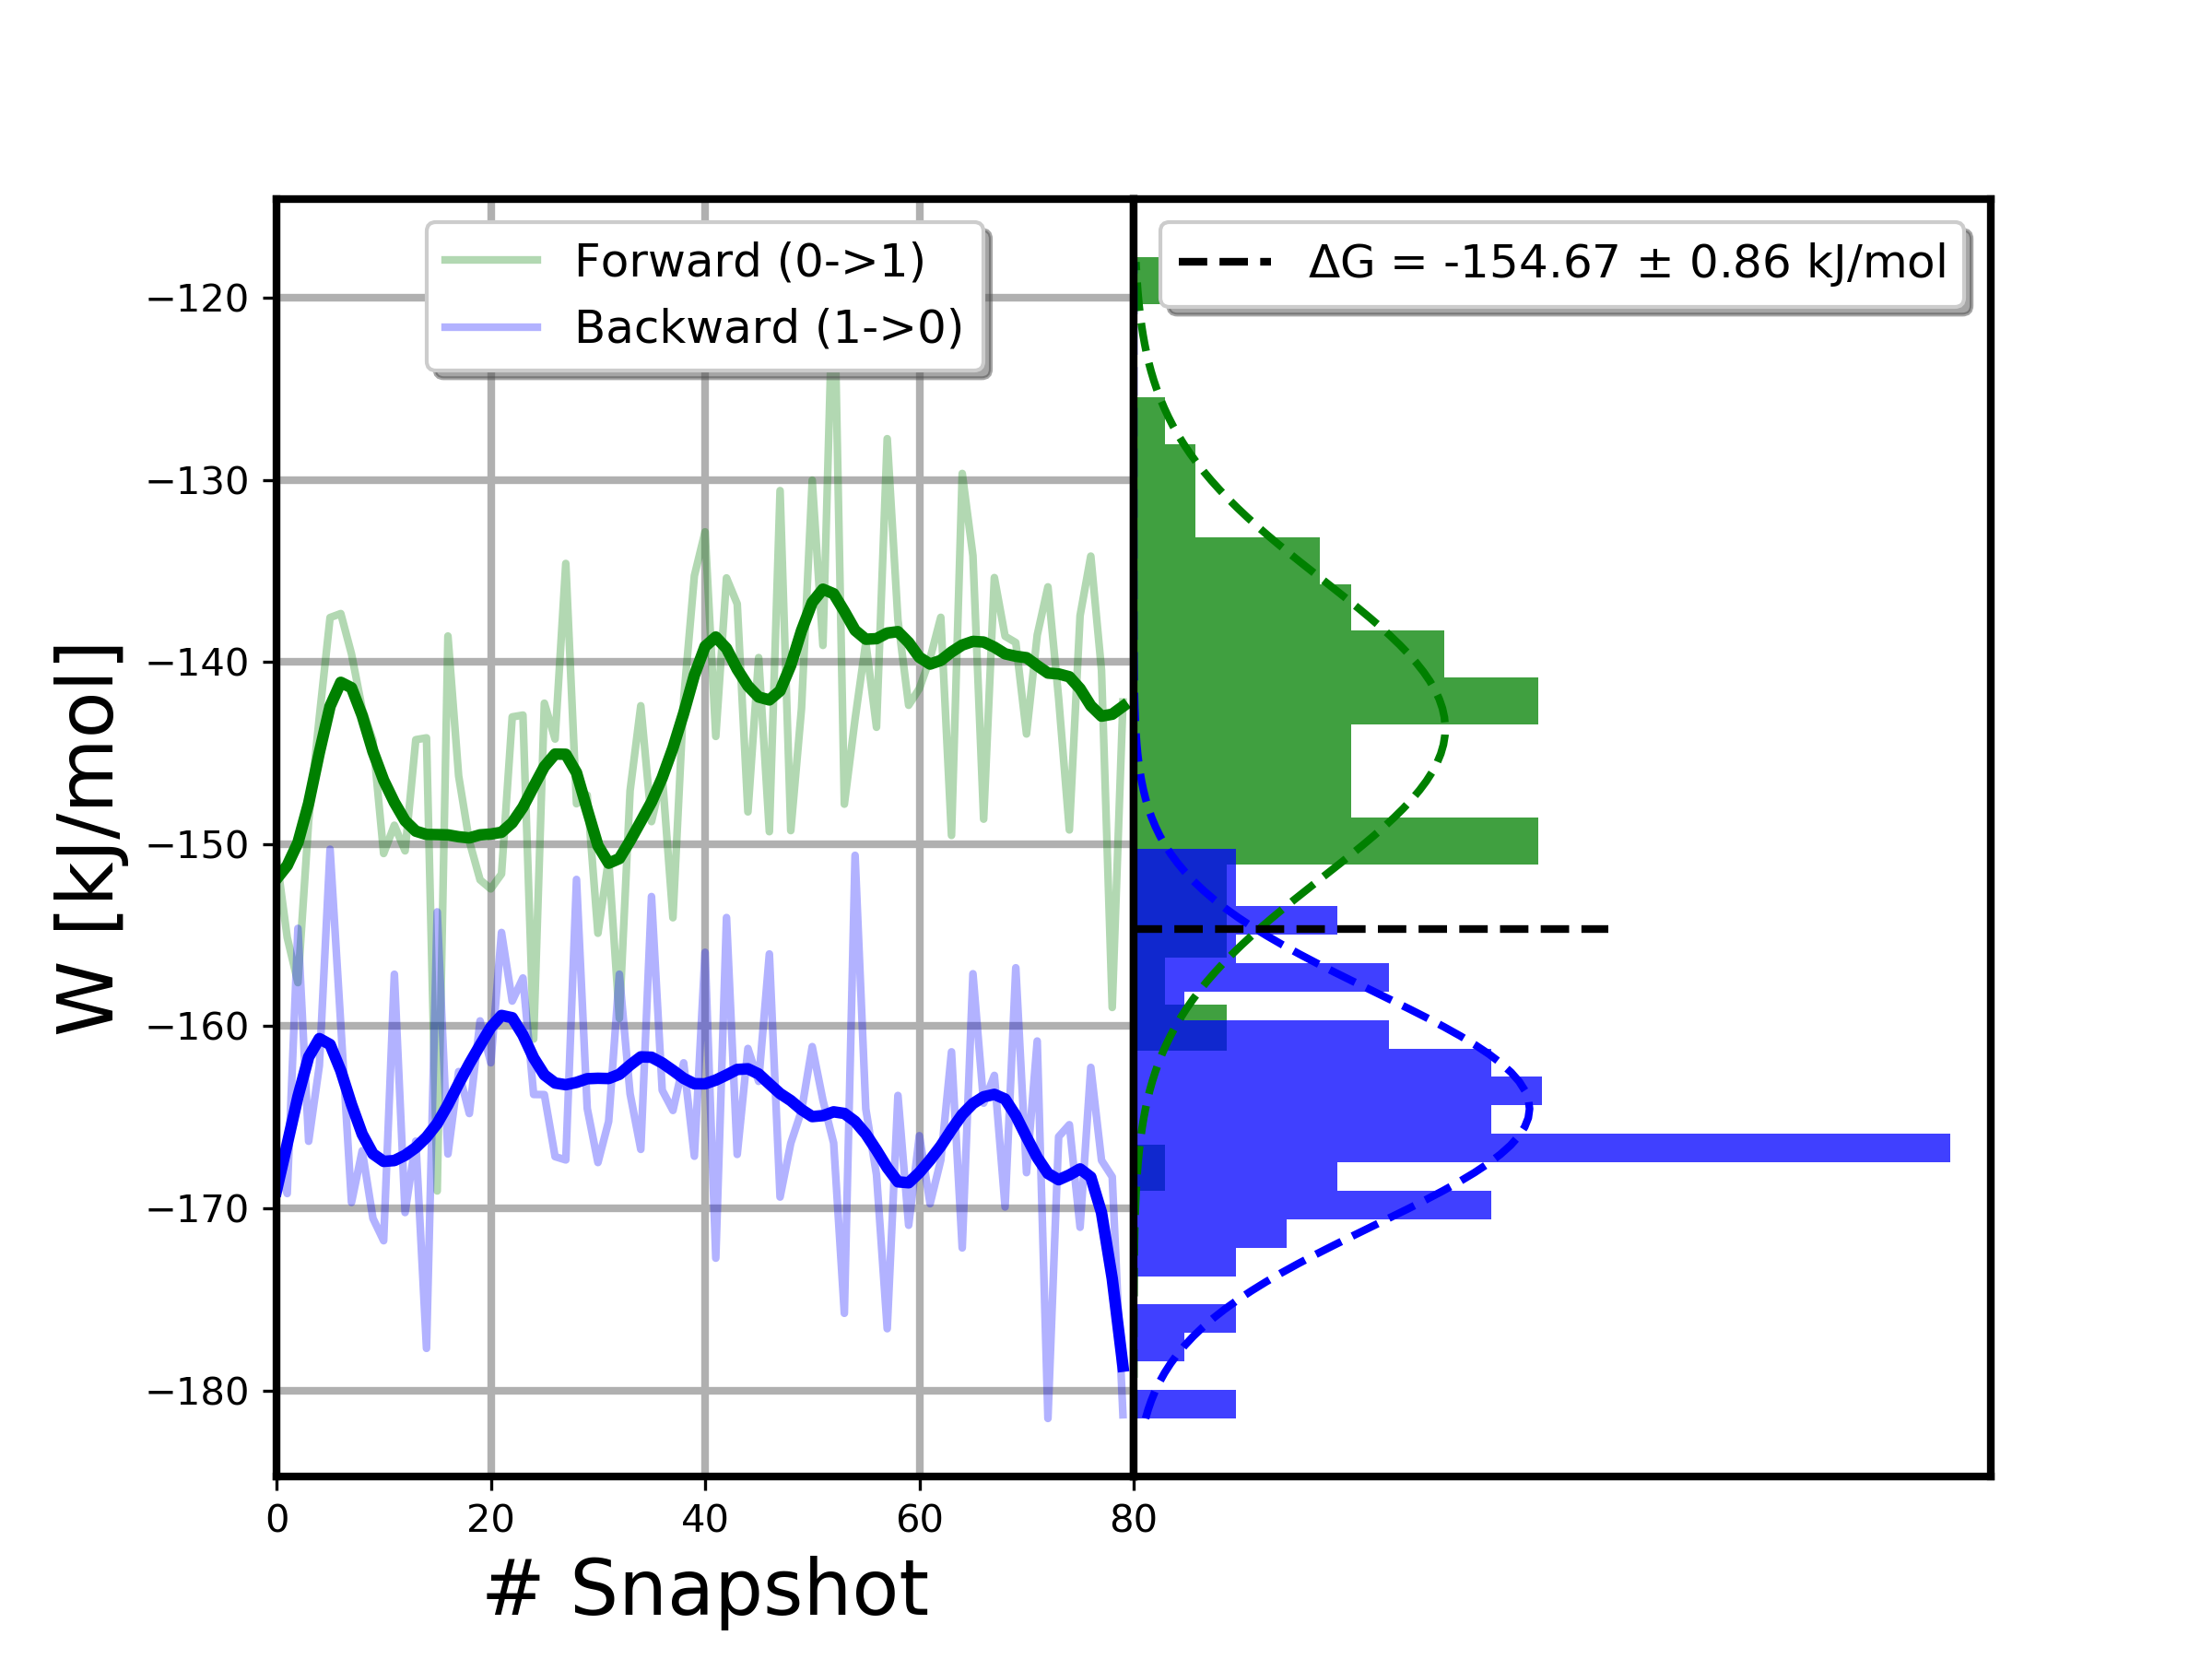 Forward (0->1)
Backward (1->0)
ΔG = -154.67 ± 0.86 kJ/mol
−120
−130
−140
−150
−160
−170
−180
W [kJ/mol]
0 20 40 60 80
# Snapshot